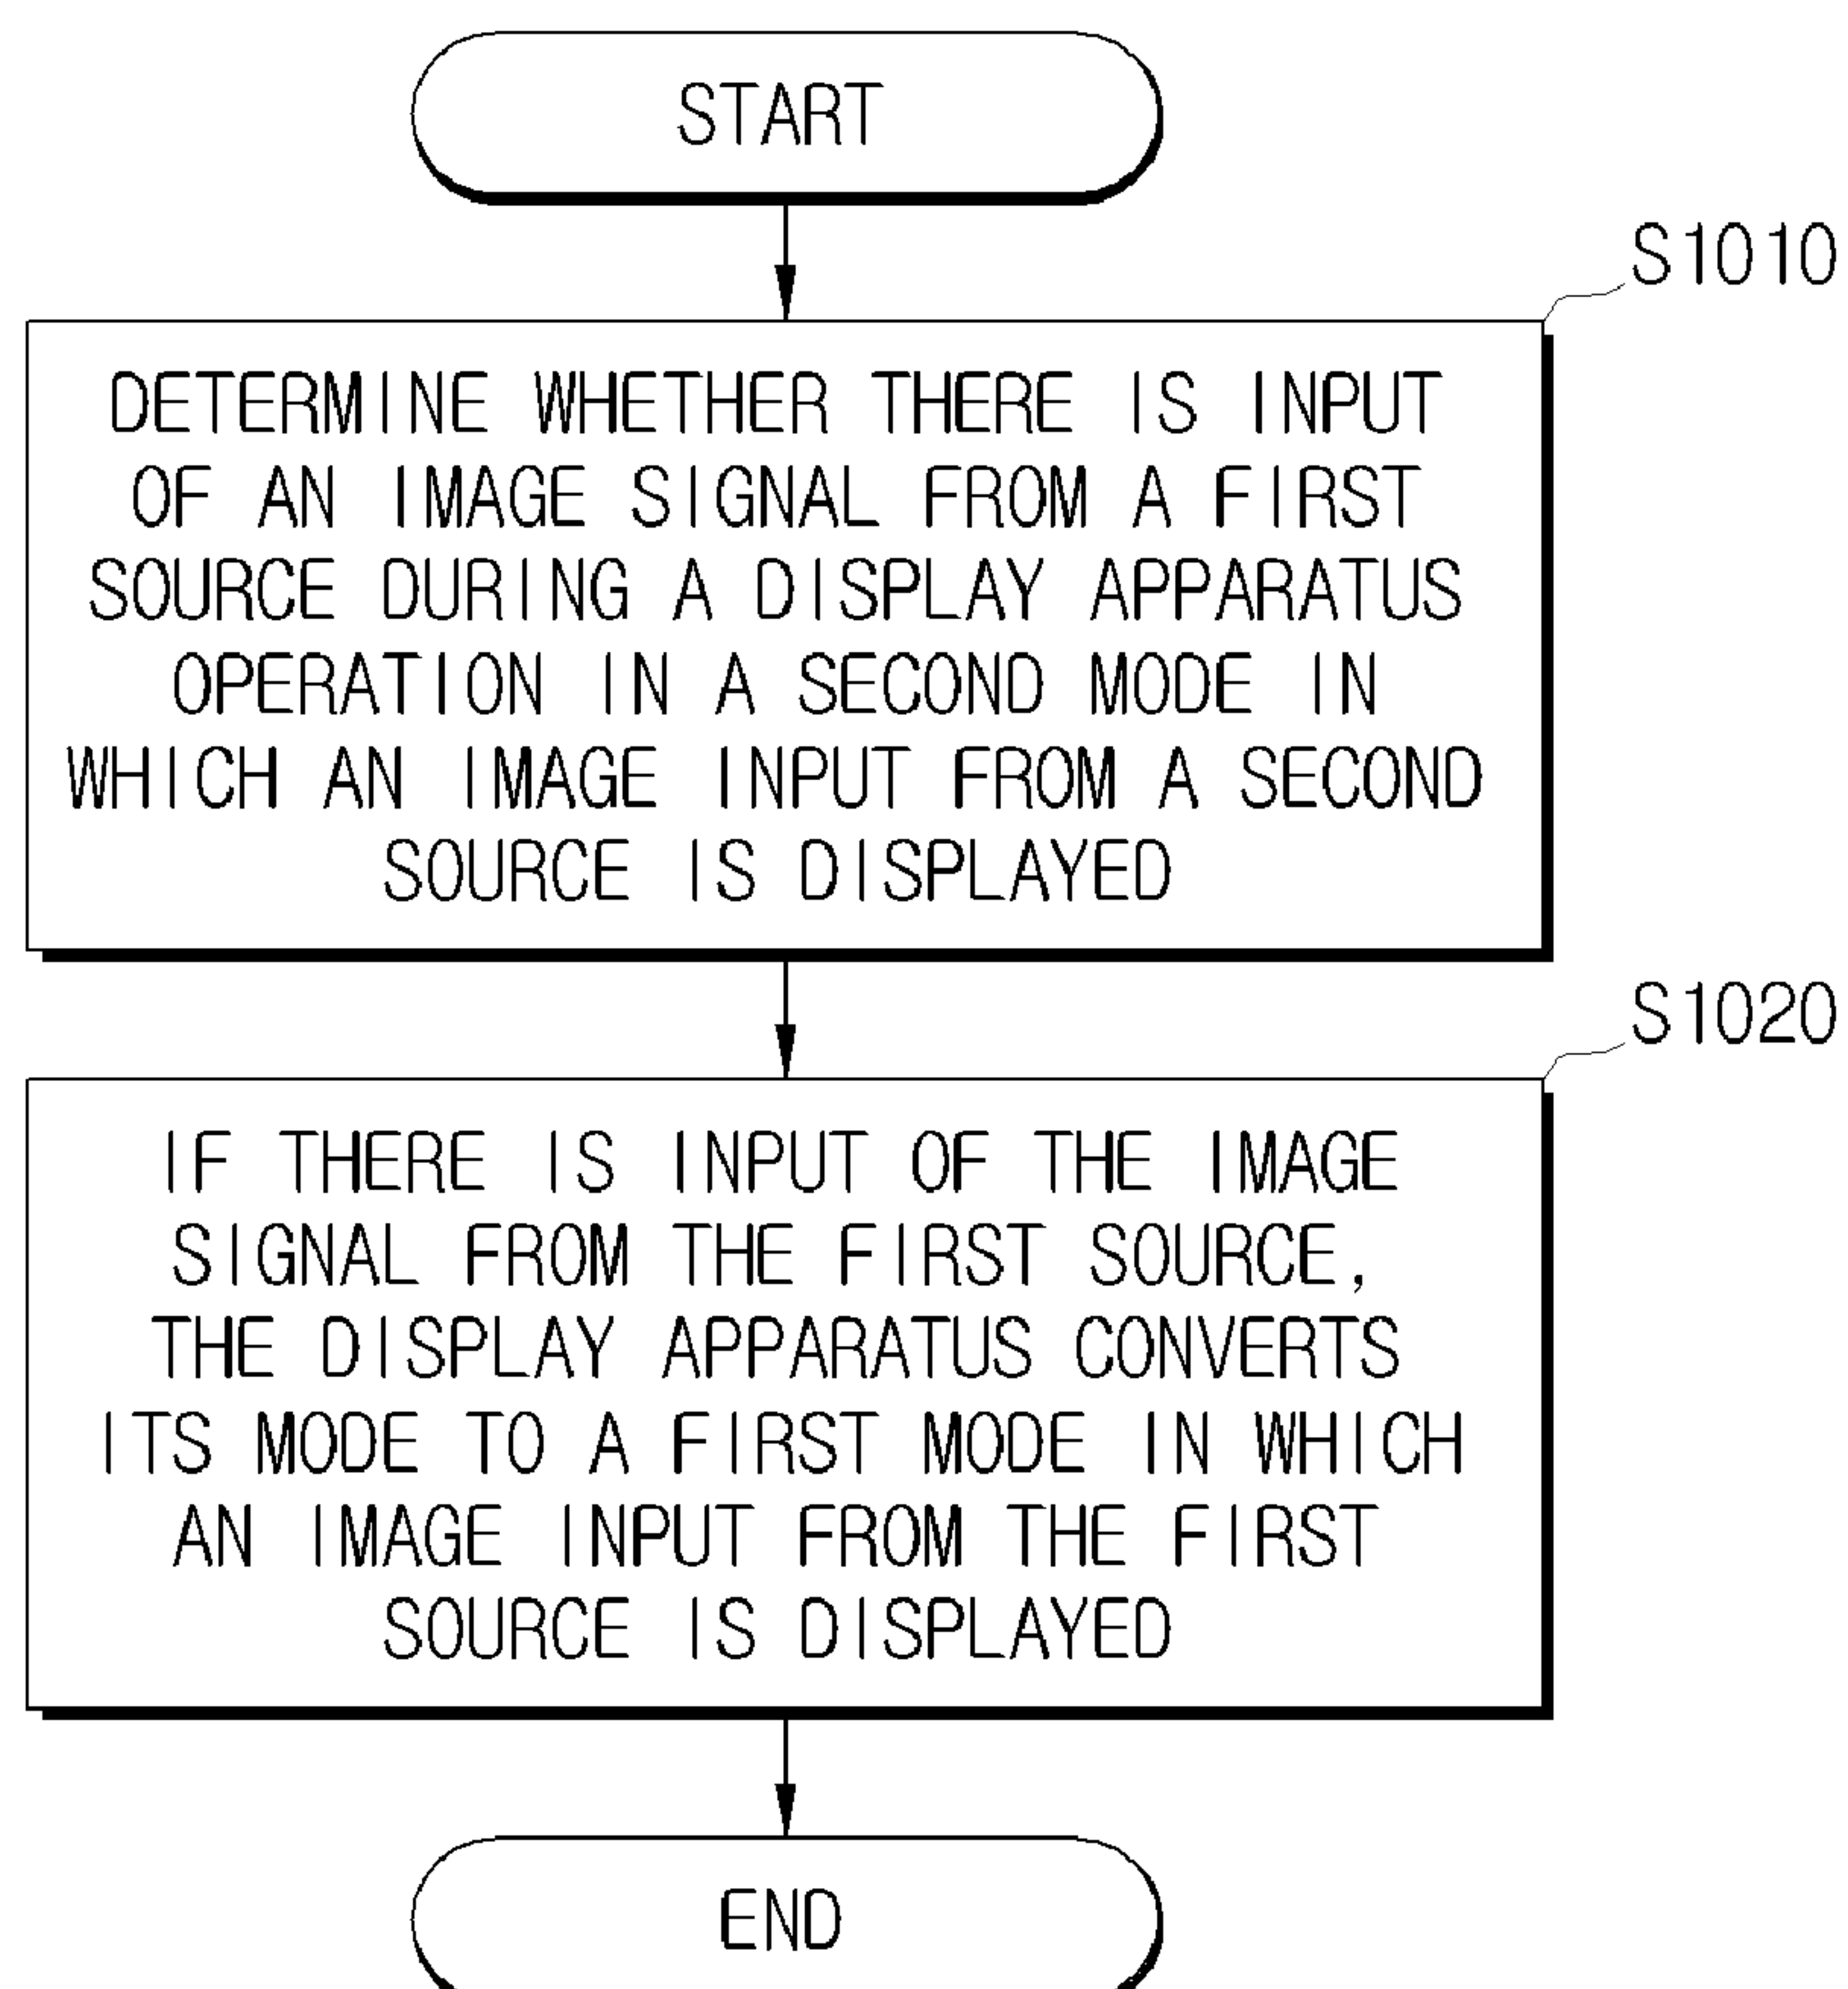 START
S1010
DETERMINE WHETHER THERE IS INPUT
OF AN IMAGE SIGNAL FROM A FIRST
SOURCE DURING A DISPLAY APPARATUS
OPERATION IN A SECOND MODE IN
WHICH AN IMAGE INPUT FROM A SECOND
SOURCE IS DISPLAYED
S1020
IF THERE IS INPUT OF THE IMAGE
SIGNAL FROM THE FIRST SOURCE,
THE DISPLAY APPARATUS CONVERTS
ITS MODE TO A FIRST MODE IN WHICH
AN IMAGE INPUT FROM THE FIRST
SOURCE IS DISPLAYED
END